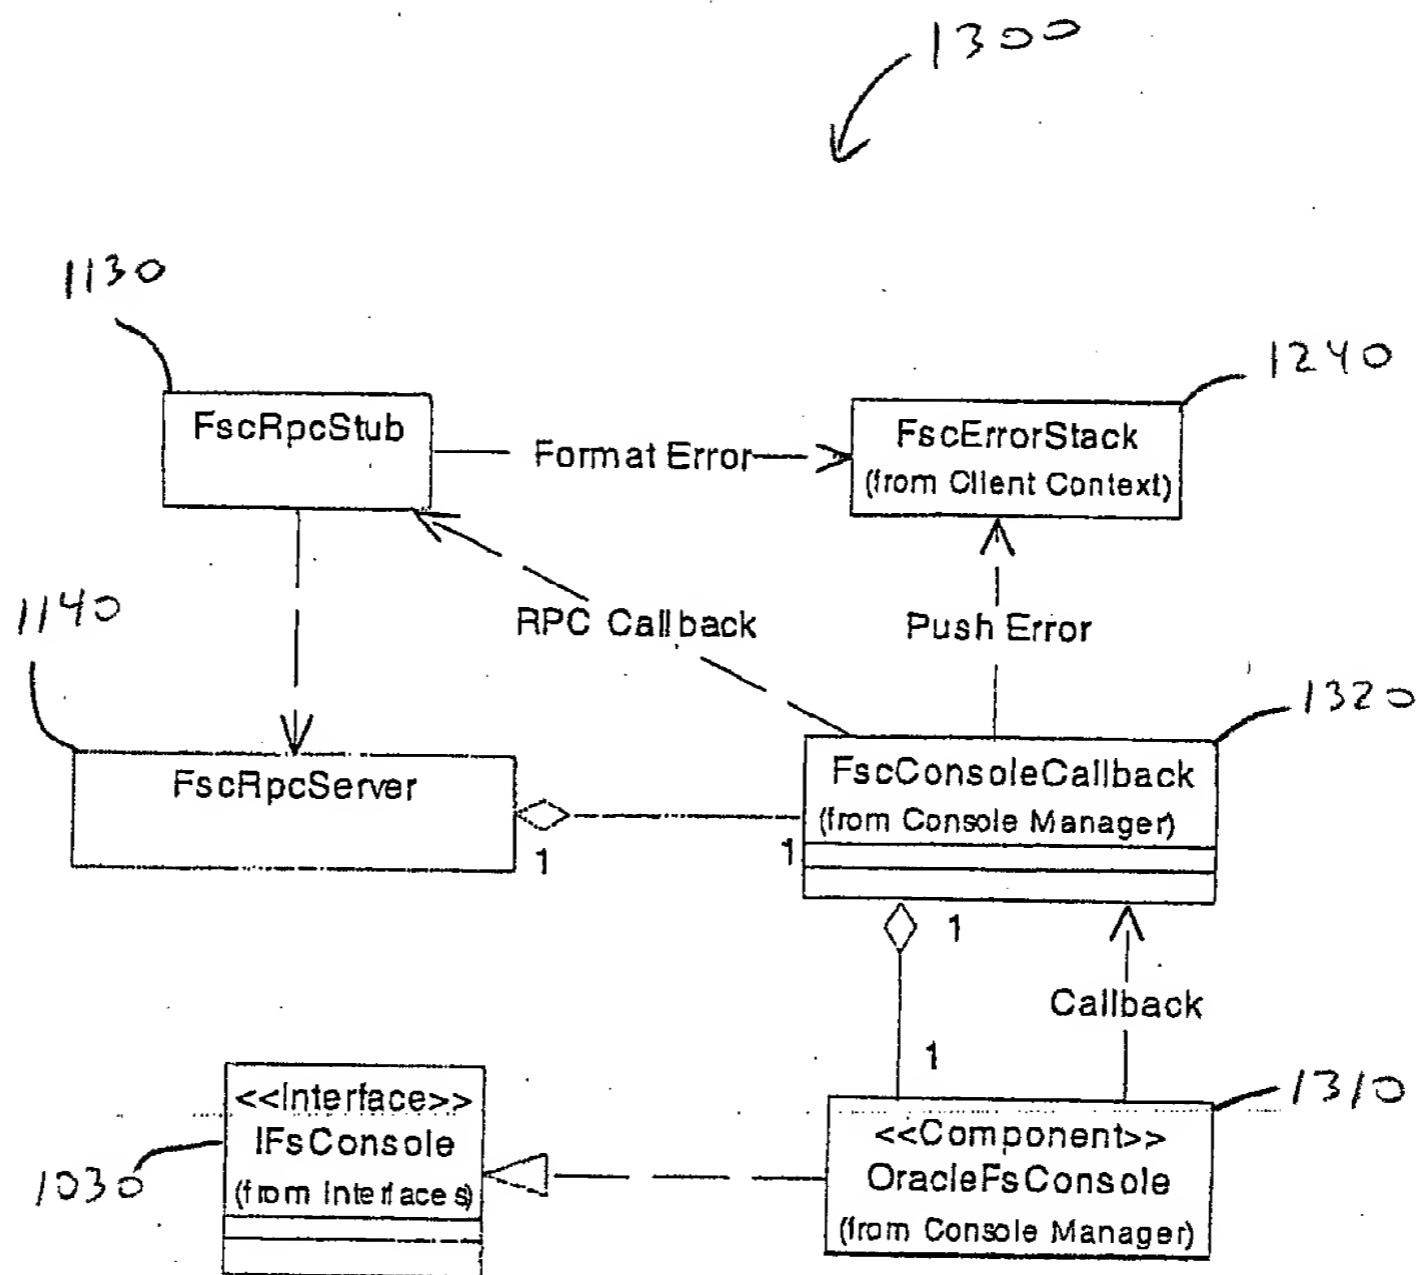 1300
1130
1240
FscRpcStub
Format Error
FscErrorStack
(from Client Context)
1140
RPC Callback
Push Error
1320
FscRpcServer
FscConsoleCallback
(from Console Manager)
1
1
1
Callback
1
<<Interface>>
IFsConsole
(from Interfaces)
1030
<<Component>>
OracleFsConsole
(from Console Manager)
1310